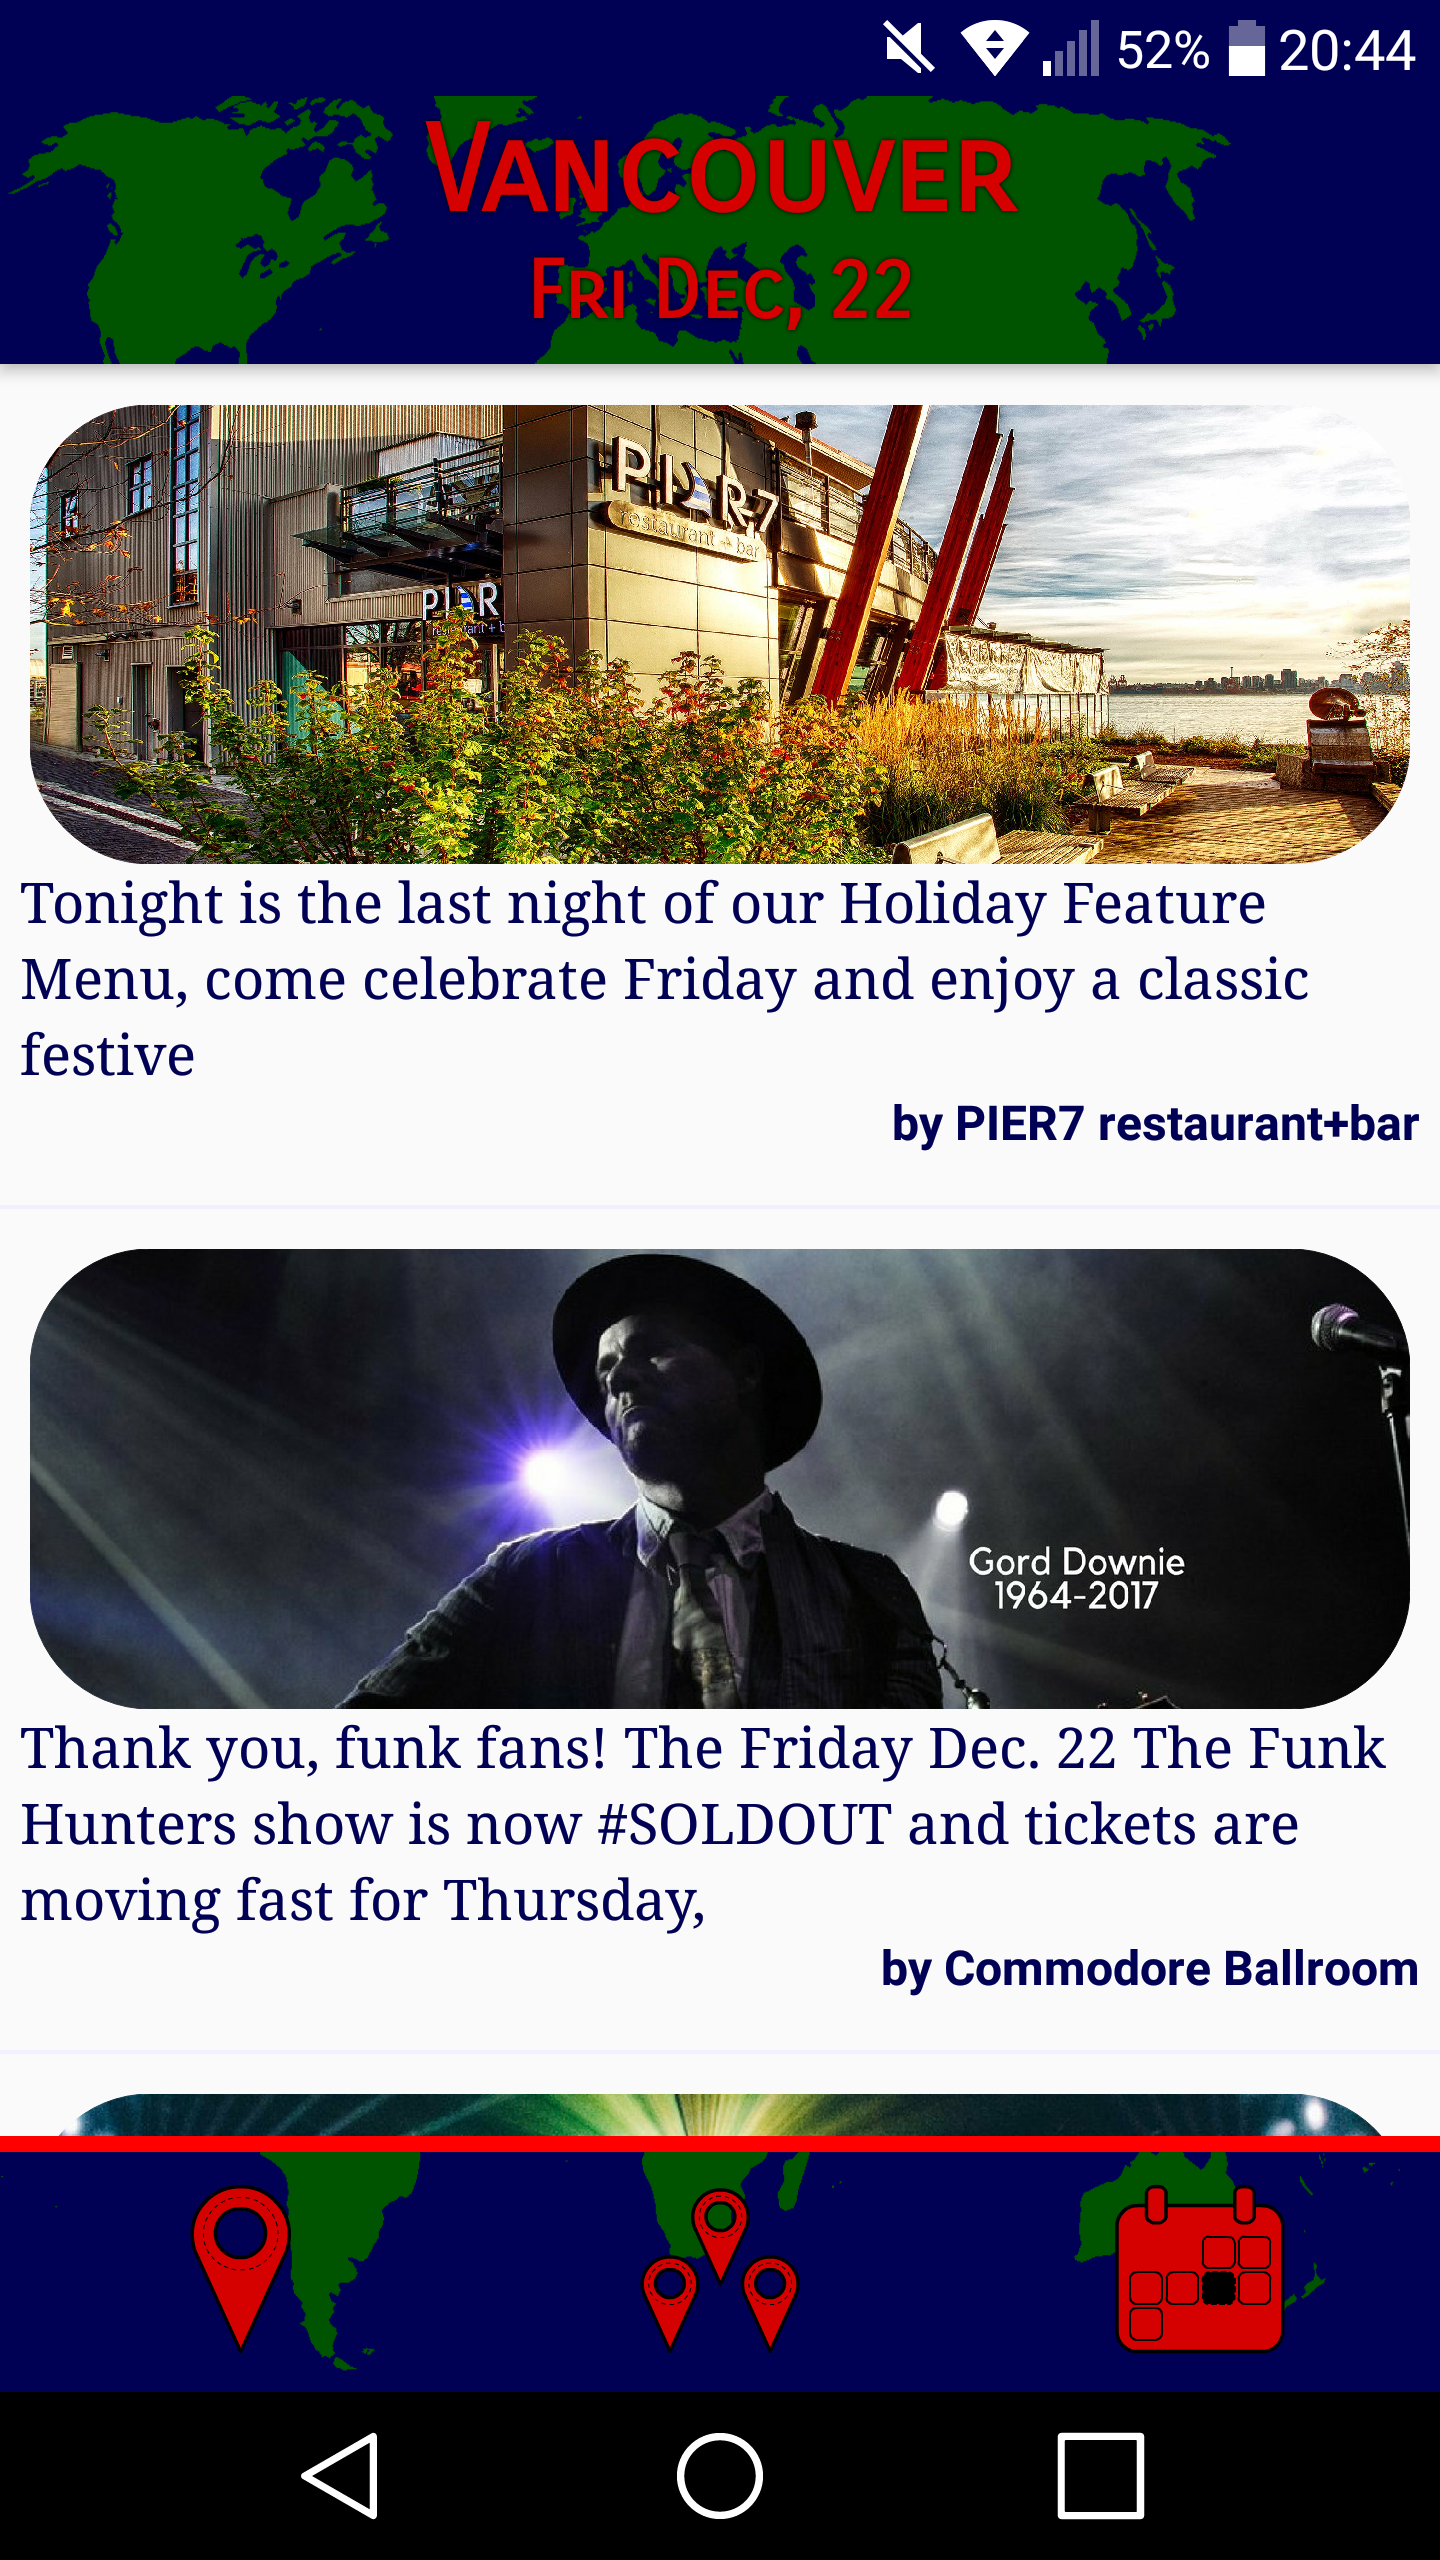 52% 20:44
VANCOUVER
FRI DEC, 22
PIER7
restaurant + bar
PIER
Tonight is the last night of our Holiday Feature
Menu, come celebrate Friday and enjoy a classic
festive
by PIER7 restaurant+bar
Gord Downie
1964-2017
Thank you, funk fans! The Friday Dec. 22 The Funk
Hunters show is now #SOLDOUT and tickets are
moving fast for Thursday,
by Commodore Ballroom